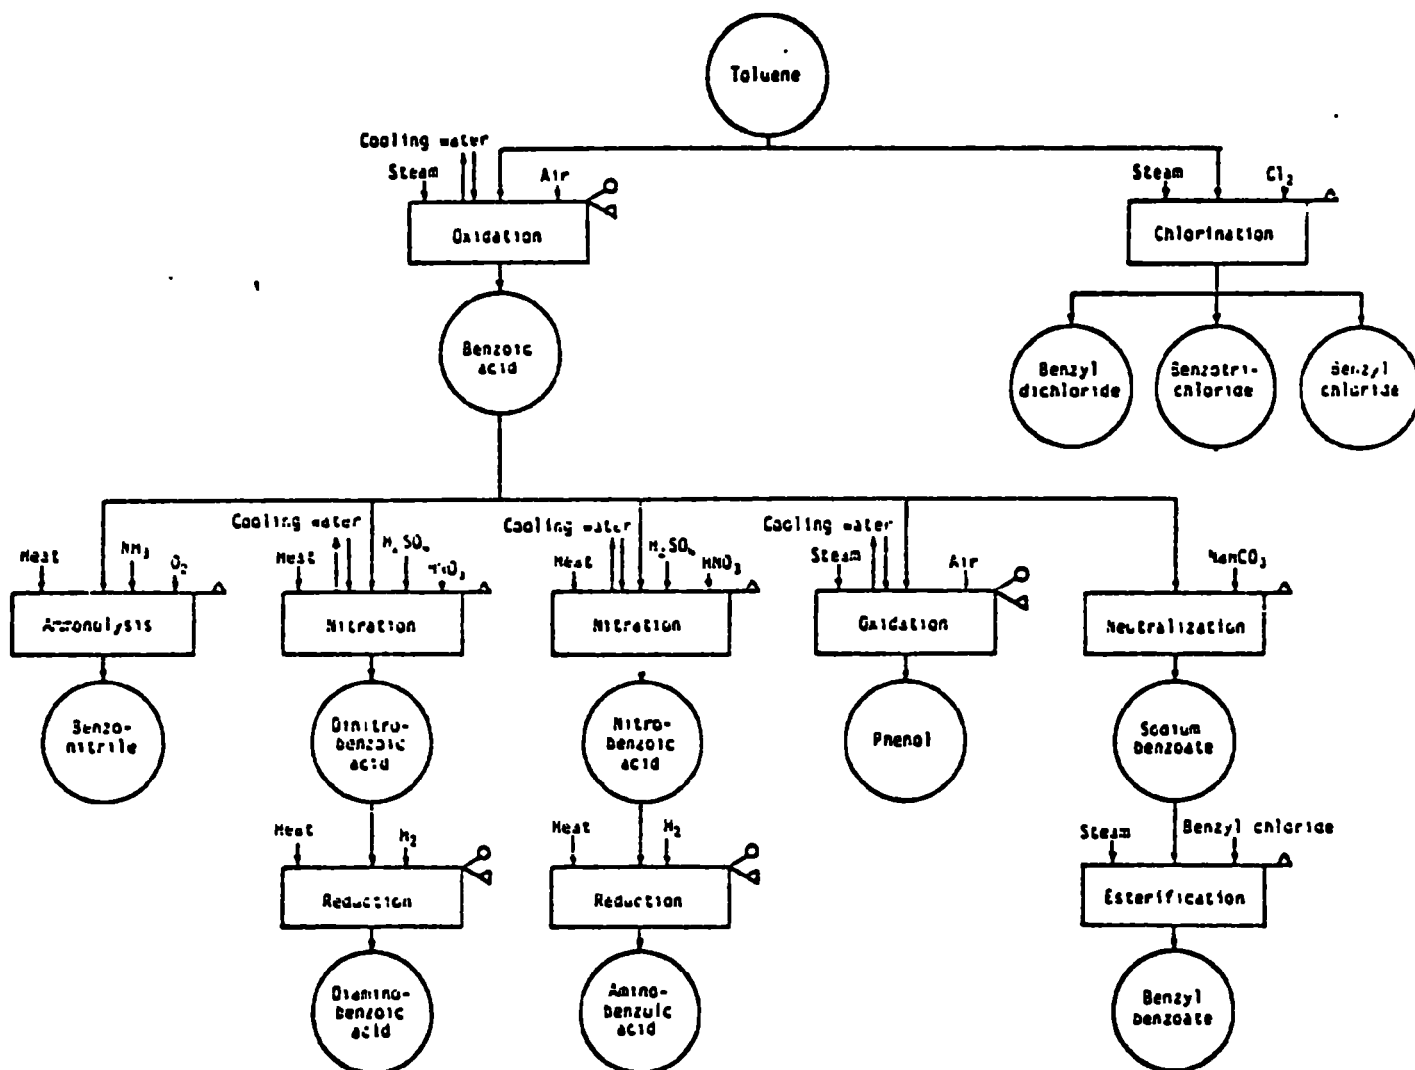 Toluene
Cooling water
Steam
Air
Oxidation
Steam
Cl2
Chlorination
Benzoic
acid
Benzyl
dichloride
Benzotri-
chloride
Benzyl
chloride
Heat
NH3
O2
Ammonolysis
Cooling water
Heat
H2SO4
HNO3
Nitration
Cooling water
Heat
H2SO4
HNO3
Nitration
Cooling water
Steam
Air
Oxidation
NaHCO3
Neutralization
Benzo-
nitrile
Dinitro-
benzoic
acid
Nitro-
benzoic
acid
Phenol
Sodium
benzoate
Heat
H2
Reduction
Heat
H2
Reduction
Steam
Benzyl chloride
Esterification
Diamino-
benzoic
acid
Amino-
benzoic
acid
Benzyl
benzoate